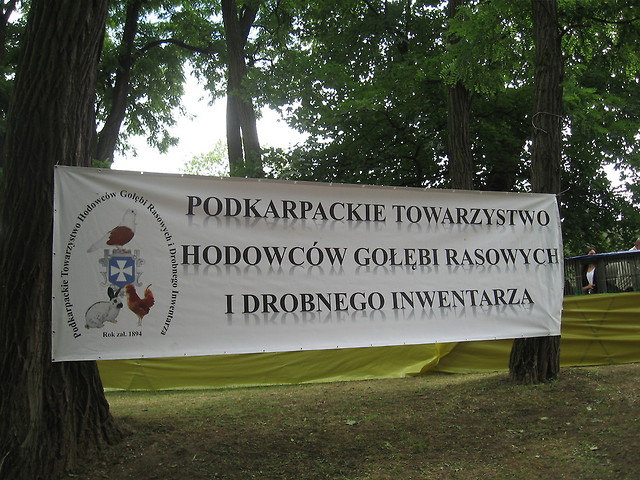 Podkarpackie Towarzystwo Hodowców Gołębi Rasowych i Drobnego Inwentarza
Rok zał. 1894
PODKARPACKIE TOWARZYSTWO
HODOWCÓW GOŁĘBI RASOWYCH
I DROBNEGO INWENTARZA